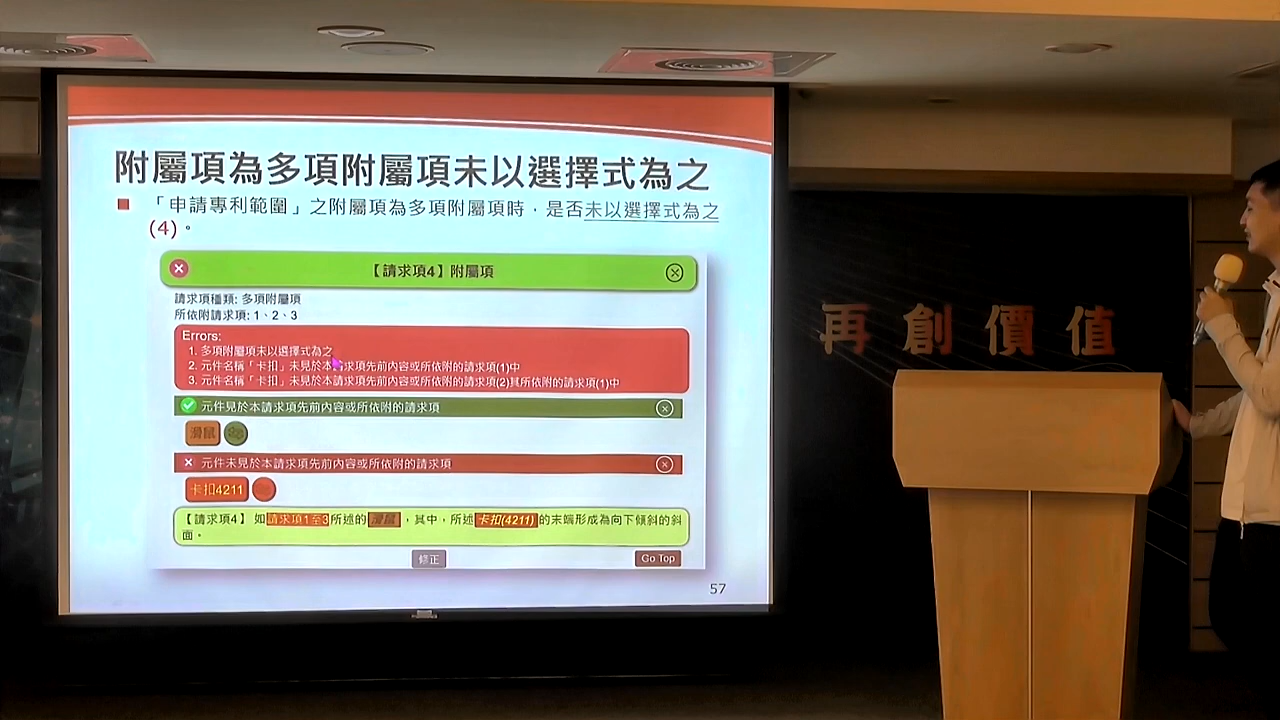 附屬項為多項附屬項未以選擇式為之
「申請專利範圍」之附屬項為多項附屬項時，是否未以選擇式為之
(4)。
【請求項4】附屬項
請求項種類: 多項附屬項
所依附請求項: 1、2、3
Errors:
1. 多項附屬項未以選擇式為之
2. 元件名稱「卡扣」未見於本請求項先前內容或所依附的請求項(1)中
3. 元件名稱「卡扣」未見於本請求項先前內容或所依附的請求項(2)其所依附的請求項(1)中
元件見於本請求項先前內容或所依附的請求項
滑鼠
元件未見於本請求項先前內容或所依附的請求項
卡扣4211
【請求項4】 如請求項1至3所述的滑鼠，其中，所述卡扣(4211)的末端形成為向下傾斜的斜
面。
修正
Go Top
57
再創價值